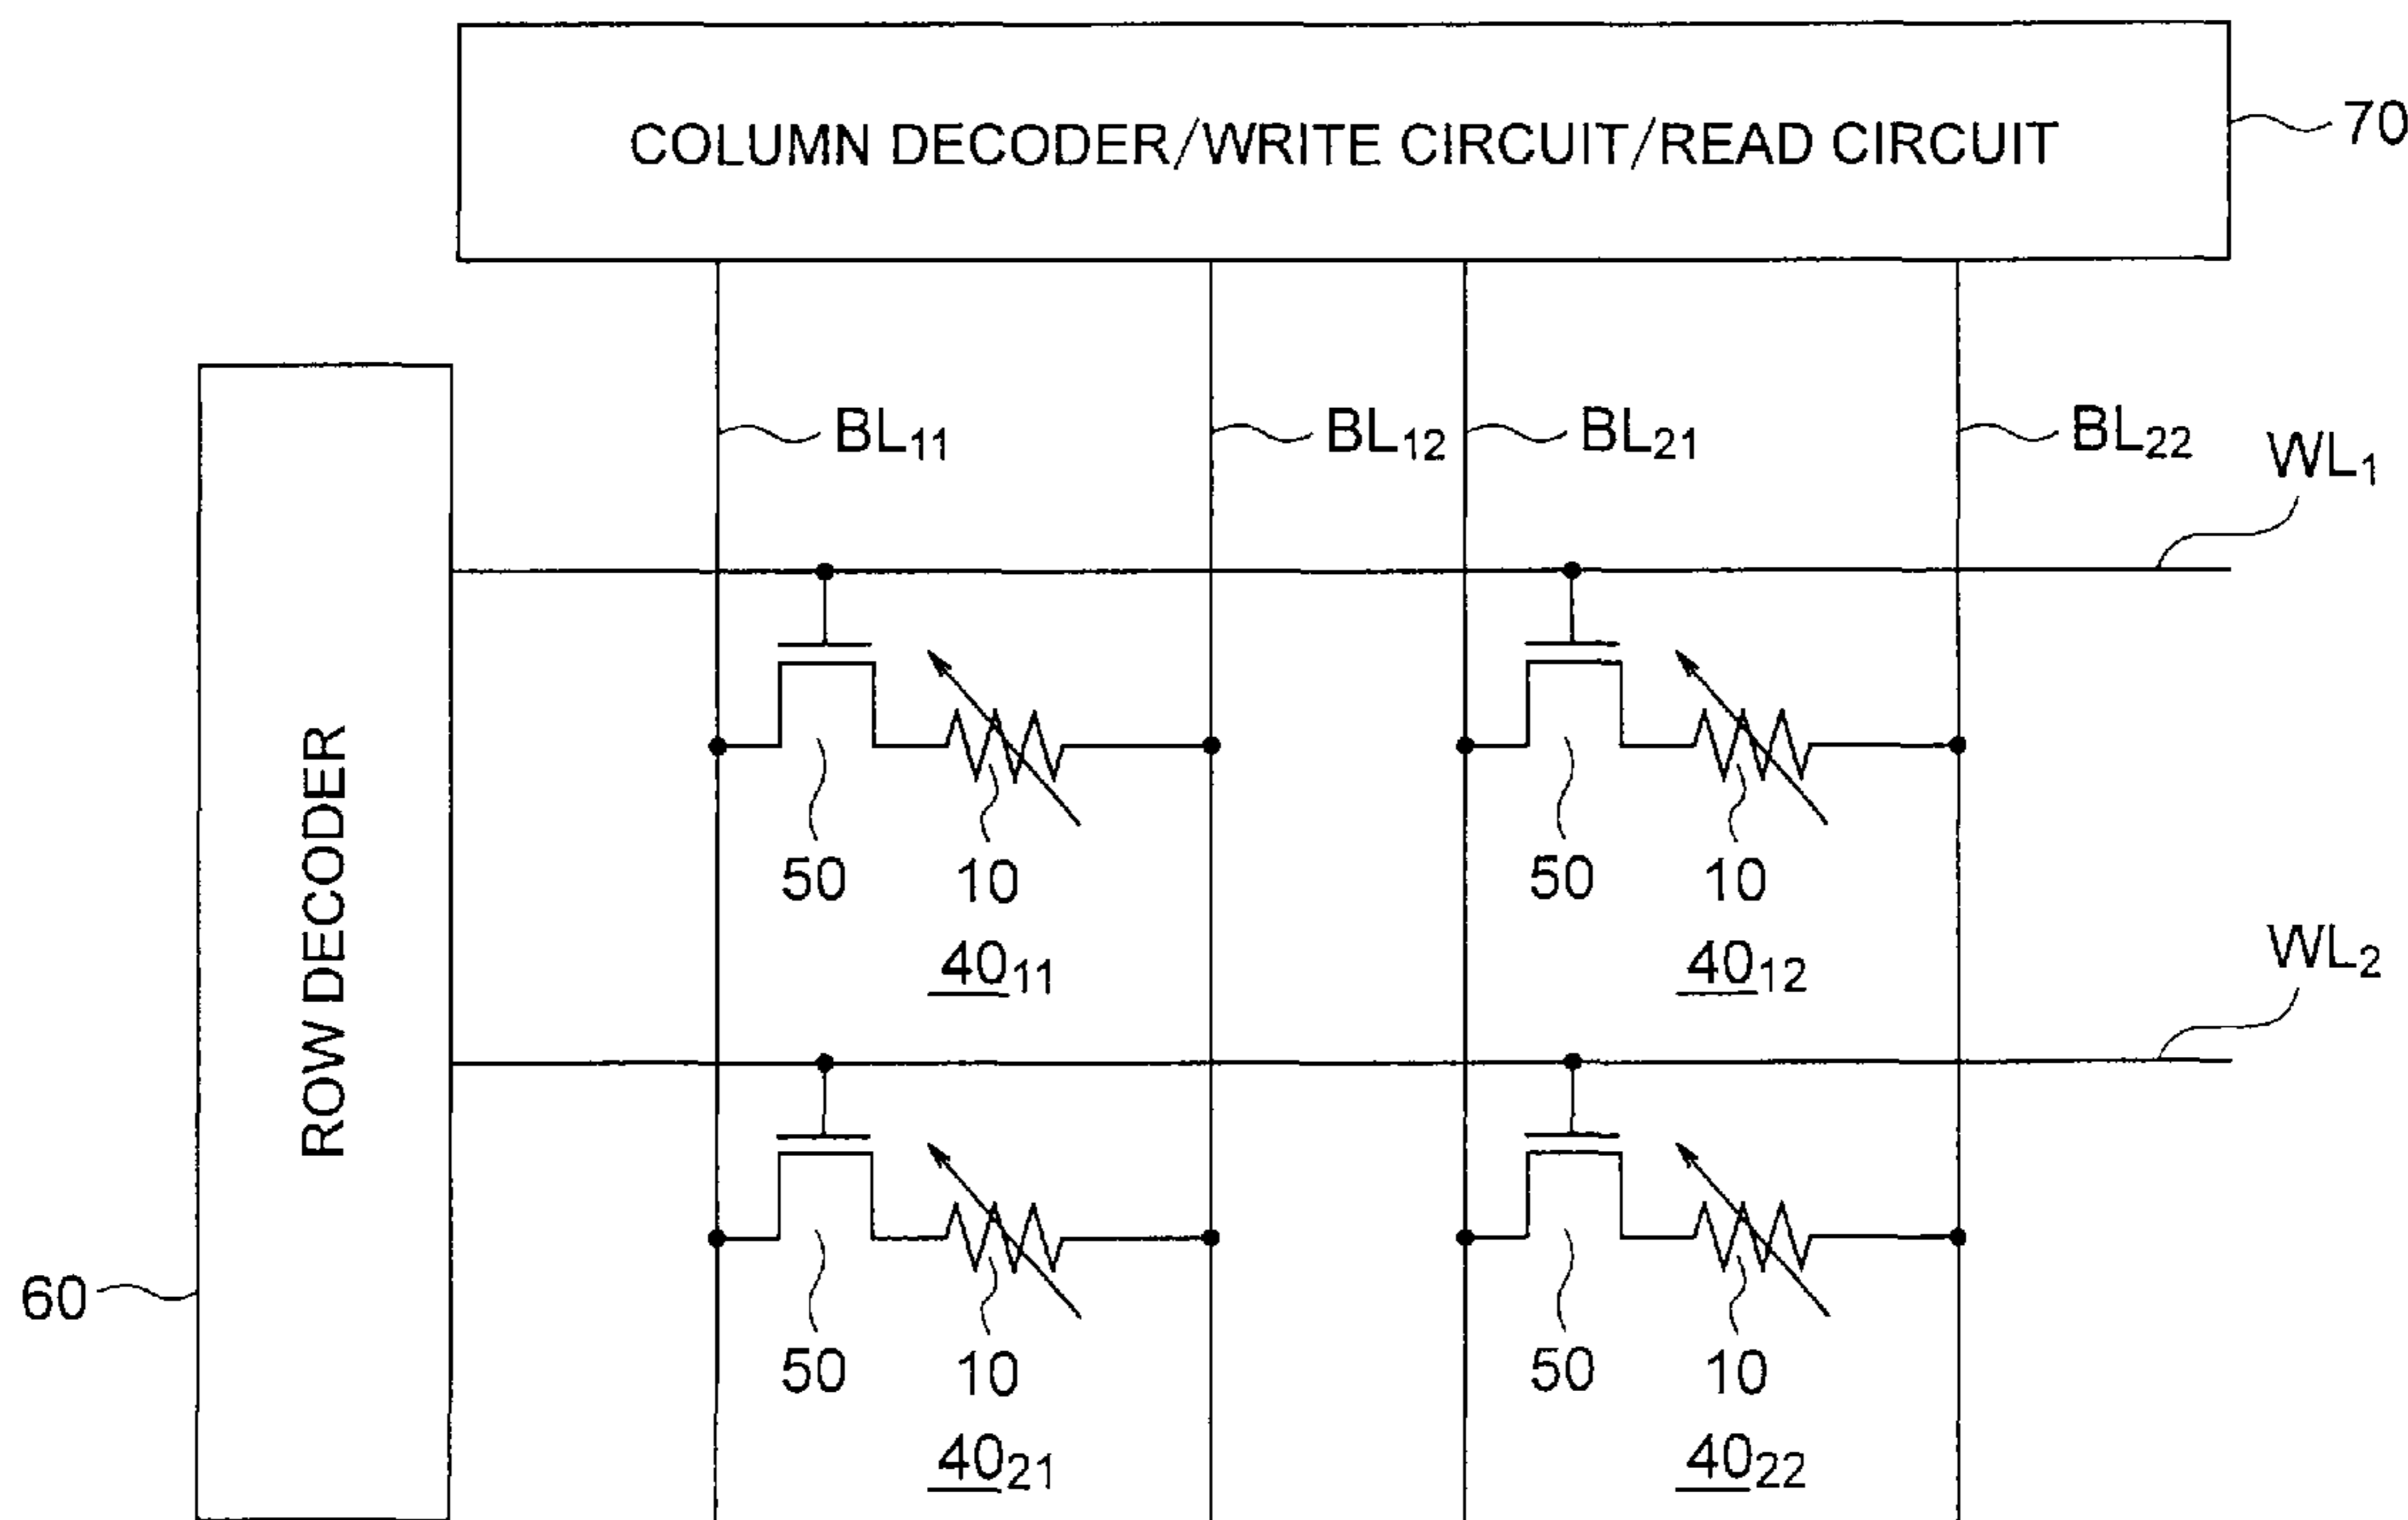 COLUMN DECODER/WRITE CIRCUIT/READ CIRCUIT
70
BL₁₁
BL₁₂
BL₂₁
BL₂₂
WL₁
ROW DECODER
50
10
50
10
40₁₁
40₁₂
WL₂
60
50
10
50
10
40₂₁
40₂₂